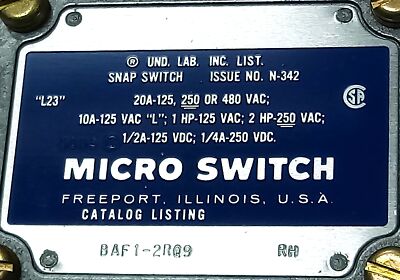 ® UND. LAB. INC. LIST.
SNAP SWITCH ISSUE NO. N-342
"L23" 20A-125, 250 OR 480 VAC;
10A-125 VAC "L"; 1 HP-125 VAC; 2 HP-250 VAC;
1/2A-125 VDC; 1/4A-250 VDC.
MICRO SWITCH
FREEPORT, ILLINOIS, U.S.A.
CATALOG LISTING
BAF1-2RQ9 RH